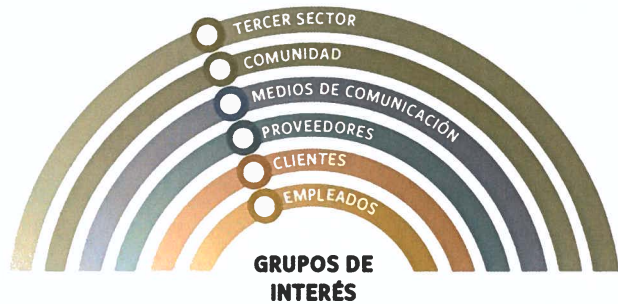 TERCER SECTOR
COMUNIDAD
MEDIOS DE COMUNICACIÓN
PROVEEDORES
CLIENTES
EMPLEADOS
GRUPOS DE
INTERÉS